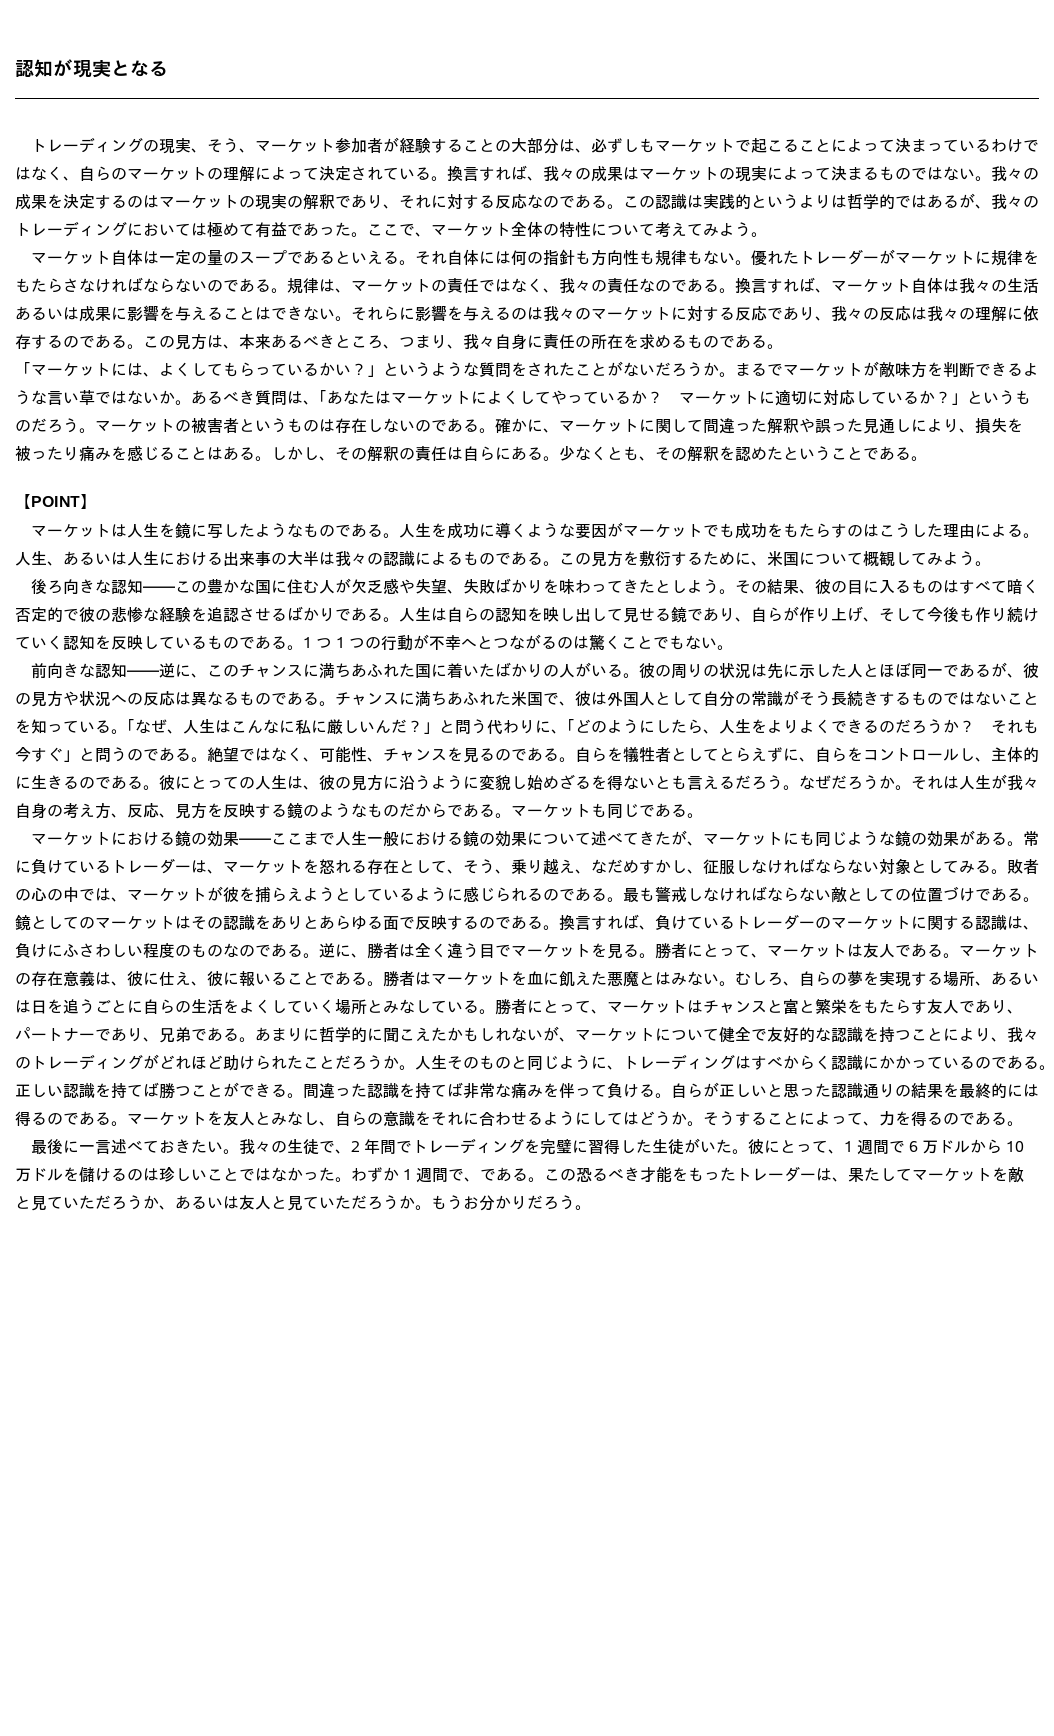 認知が現実となる
　トレーディングの現実、そう、マーケット参加者が経験することの大部分は、必ずしもマーケットで起こることによって決まっているわけで
はなく、自らのマーケットの理解によって決定されている。換言すれば、我々の成果はマーケットの現実によって決まるものではない。我々の
成果を決定するのはマーケットの現実の解釈であり、それに対する反応なのである。この認識は実践的というよりは哲学的ではあるが、我々の
トレーディングにおいては極めて有益であった。ここで、マーケット全体の特性について考えてみよう。
　マーケット自体は一定の量のスープであるといえる。それ自体には何の指針も方向性も規律もない。優れたトレーダーがマーケットに規律を
もたらさなければならないのである。規律は、マーケットの責任ではなく、我々の責任なのである。換言すれば、マーケット自体は我々の生活
あるいは成果に影響を与えることはできない。それらに影響を与えるのは我々のマーケットに対する反応であり、我々の反応は我々の理解に依
存するのである。この見方は、本来あるべきところ、つまり、我々自身に責任の所在を求めるものである。
「マーケットには、よくしてもらっているかい？」というような質問をされたことがないだろうか。まるでマーケットが敵味方を判断できるよ
うな言い草ではないか。あるべき質問は、「あなたはマーケットによくしてやっているか？　マーケットに適切に対応しているか？」というも
のだろう。マーケットの被害者というものは存在しないのである。確かに、マーケットに関して間違った解釈や誤った見通しにより、損失を
被ったり痛みを感じることはある。しかし、その解釈の責任は自らにある。少なくとも、その解釈を認めたということである。
【POINT】
　マーケットは人生を鏡に写したようなものである。人生を成功に導くような要因がマーケットでも成功をもたらすのはこうした理由による。
人生、あるいは人生における出来事の大半は我々の認識によるものである。この見方を敷衍するために、米国について概観してみよう。
　後ろ向きな認知――この豊かな国に住む人が欠乏感や失望、失敗ばかりを味わってきたとしよう。その結果、彼の目に入るものはすべて暗く
否定的で彼の悲惨な経験を追認させるばかりである。人生は自らの認知を映し出して見せる鏡であり、自らが作り上げ、そして今後も作り続け
ていく認知を反映しているものである。1 つ 1 つの行動が不幸へとつながるのは驚くことでもない。
　前向きな認知――逆に、このチャンスに満ちあふれた国に着いたばかりの人がいる。彼の周りの状況は先に示した人とほぼ同一であるが、彼
の見方や状況への反応は異なるものである。チャンスに満ちあふれた米国で、彼は外国人として自分の常識がそう長続きするものではないこと
を知っている。「なぜ、人生はこんなに私に厳しいんだ？」と問う代わりに、「どのようにしたら、人生をよりよくできるのだろうか？　それも
今すぐ」と問うのである。絶望ではなく、可能性、チャンスを見るのである。自らを犠牲者としてとらえずに、自らをコントロールし、主体的
に生きるのである。彼にとっての人生は、彼の見方に沿うように変貌し始めざるを得ないとも言えるだろう。なぜだろうか。それは人生が我々
自身の考え方、反応、見方を反映する鏡のようなものだからである。マーケットも同じである。
　マーケットにおける鏡の効果――ここまで人生一般における鏡の効果について述べてきたが、マーケットにも同じような鏡の効果がある。常
に負けているトレーダーは、マーケットを怒れる存在として、そう、乗り越え、なだめすかし、征服しなければならない対象としてみる。敗者
の心の中では、マーケットが彼を捕らえようとしているように感じられるのである。最も警戒しなければならない敵としての位置づけである。
鏡としてのマーケットはその認識をありとあらゆる面で反映するのである。換言すれば、負けているトレーダーのマーケットに関する認識は、
負けにふさわしい程度のものなのである。逆に、勝者は全く違う目でマーケットを見る。勝者にとって、マーケットは友人である。マーケット
の存在意義は、彼に仕え、彼に報いることである。勝者はマーケットを血に飢えた悪魔とはみない。むしろ、自らの夢を実現する場所、あるい
は日を追うごとに自らの生活をよくしていく場所とみなしている。勝者にとって、マーケットはチャンスと富と繁栄をもたらす友人であり、
パートナーであり、兄弟である。あまりに哲学的に聞こえたかもしれないが、マーケットについて健全で友好的な認識を持つことにより、我々
のトレーディングがどれほど助けられたことだろうか。人生そのものと同じように、トレーディングはすべからく認識にかかっているのである。
正しい認識を持てば勝つことができる。間違った認識を持てば非常な痛みを伴って負ける。自らが正しいと思った認識通りの結果を最終的には
得るのである。マーケットを友人とみなし、自らの意識をそれに合わせるようにしてはどうか。そうすることによって、力を得るのである。
　最後に一言述べておきたい。我々の生徒で、2 年間でトレーディングを完璧に習得した生徒がいた。彼にとって、1 週間で 6 万ドルから 10
万ドルを儲けるのは珍しいことではなかった。わずか 1 週間で、である。この恐るべき才能をもったトレーダーは、果たしてマーケットを敵
と見ていただろうか、あるいは友人と見ていただろうか。もうお分かりだろう。